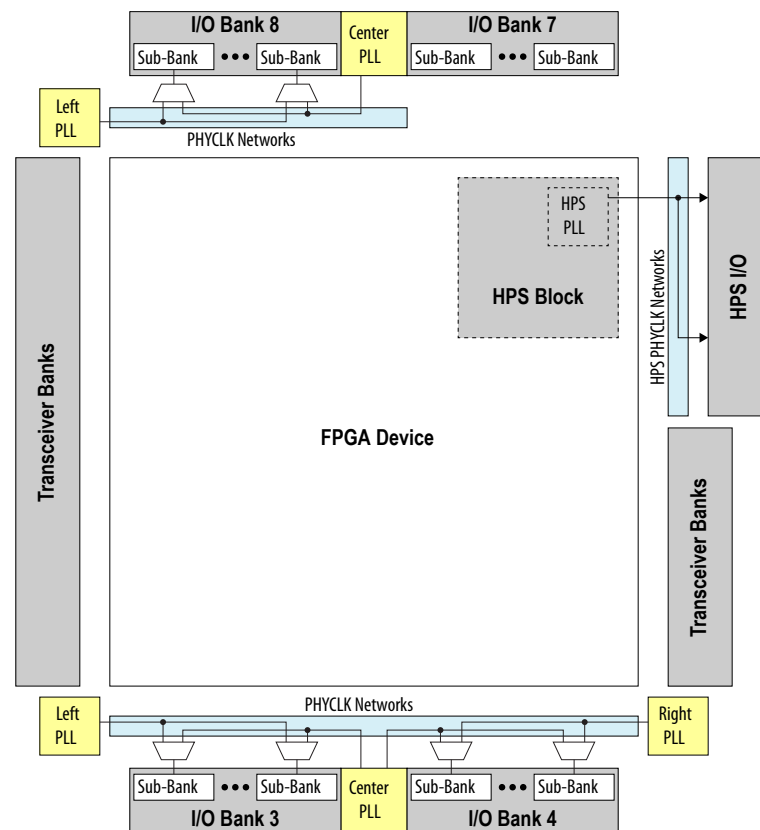 I/O Bank 8
I/O Bank 7
Center
PLL
Sub-Bank ••• Sub-Bank
Sub-Bank ••• Sub-Bank
Left
PLL
PHYCLK Networks
HPS
PLL
HPS Block
HPS PHYCLK Networks
HPS I/O
Transceiver Banks
FPGA Device
Transceiver Banks
PHYCLK Networks
Left
PLL
Right
PLL
Sub-Bank ••• Sub-Bank
Center
PLL
Sub-Bank ••• Sub-Bank
I/O Bank 3
I/O Bank 4